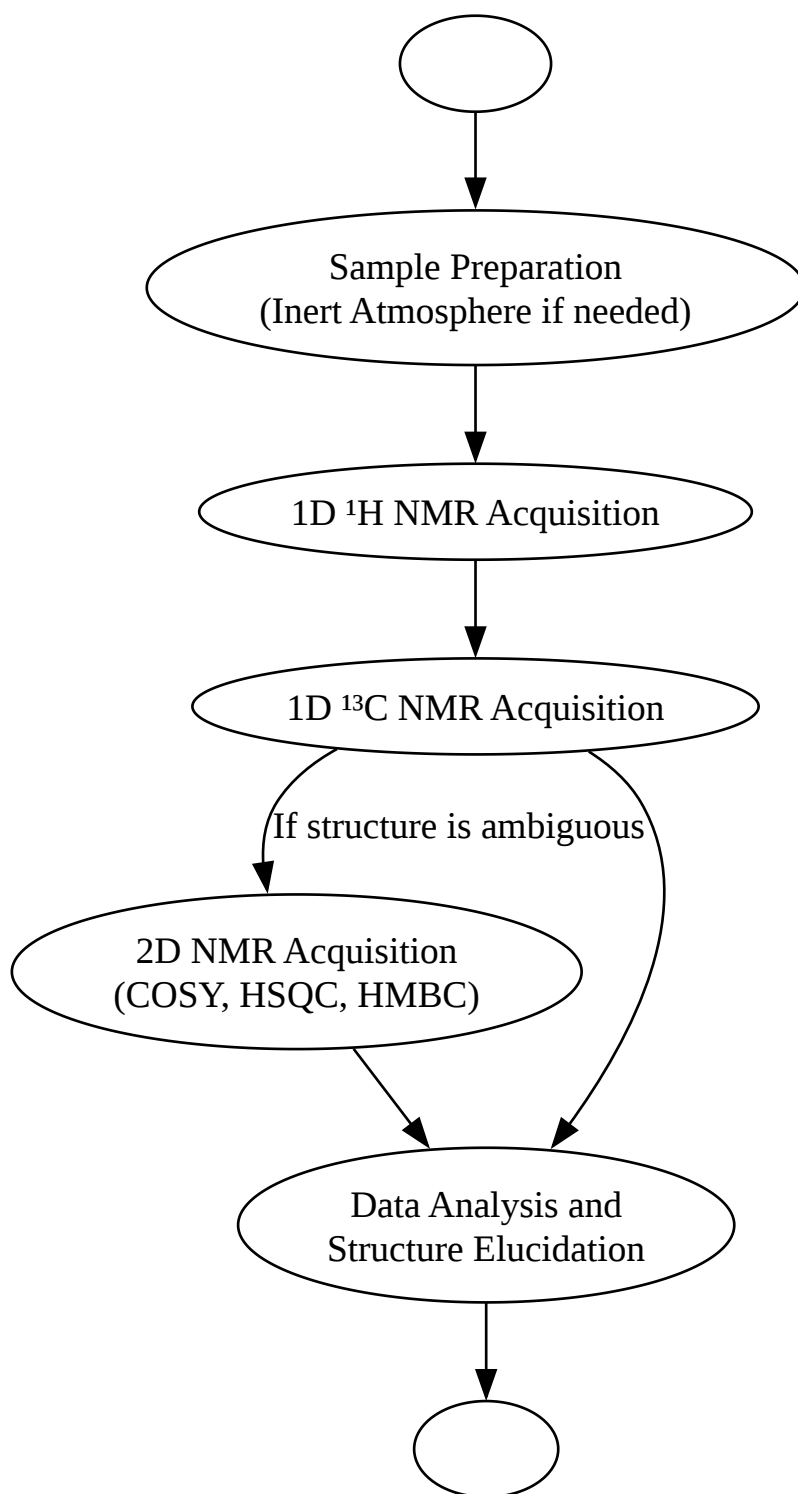 Sample Preparation
(Inert Atmosphere if needed)
1D ¹H NMR Acquisition
1D ¹³C NMR Acquisition
If structure is ambiguous
2D NMR Acquisition
(COSY, HSQC, HMBC)
Data Analysis and
Structure Elucidation